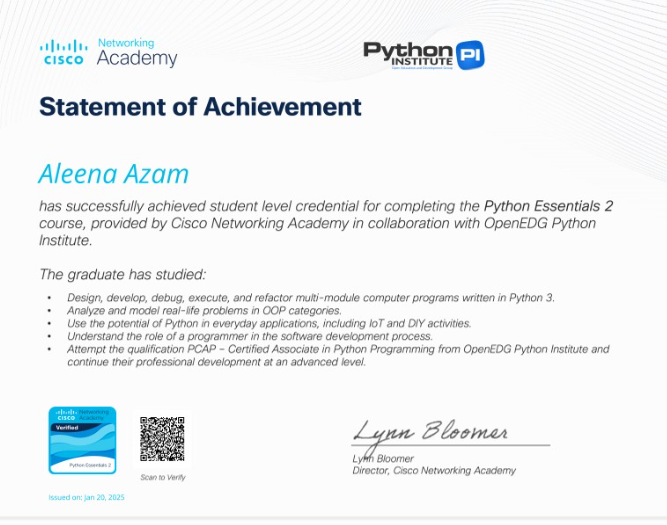 Networking
CISCO Academy
Python
INSTITUTE
PI
Statement of Achievement
Aleena Azam
has successfully achieved student level credential for completing the Python Essentials 2
course, provided by Cisco Networking Academy in collaboration with OpenEDG Python
Institute.
The graduate has studied:
• Design, develop, debug, execute, and refactor multi-module computer programs written in Python 3.
• Analyze and model real-life problems in OOP categories.
• Use the potential of Python in everyday applications, including IoT and DIY activities.
• Understand the role of a programmer in the software development process.
• Attempt the qualification PCAP – Certified Associate in Python Programming from OpenEDG Python Institute and
continue their professional development at an advanced level.
Networking
CISCO Academy
Verified
Python Essentials 2
Scan to Verify
Issued on: Jan 20, 2025
Lynn Bloomer
Lynn Bloomer
Director, Cisco Networking Academy